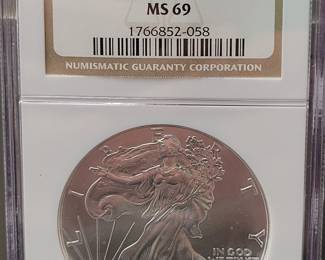 MS 69
1766852-058
NUMISMATIC GUARANTY CORPORATION
LIBERTY
IN GOD
WE TRUST